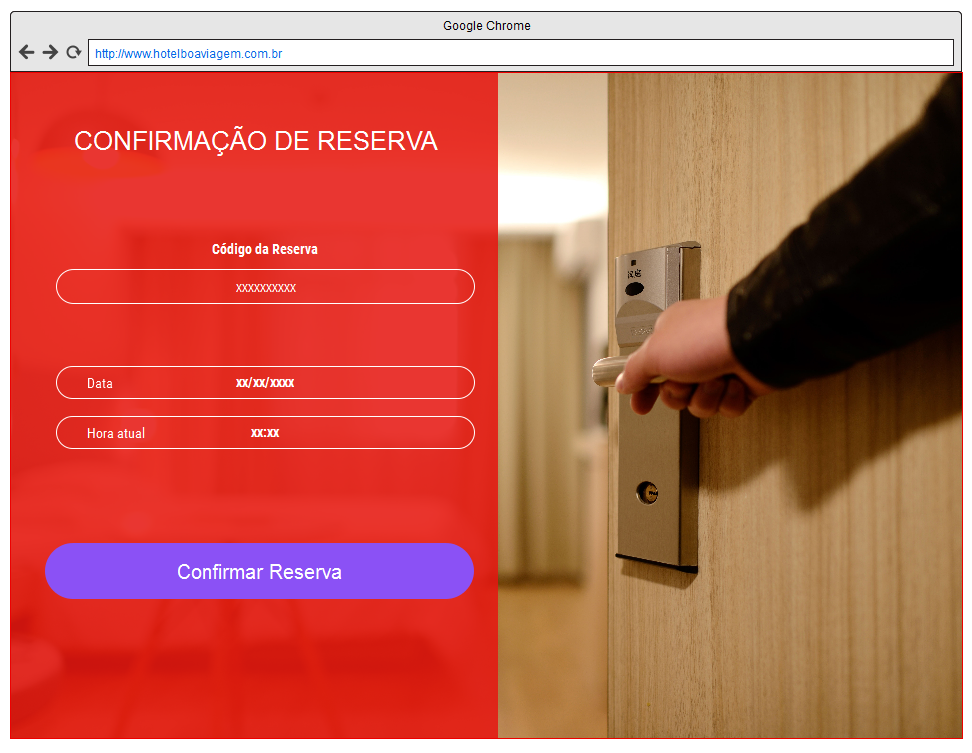 Google Chrome
http://www.hotelboaviagem.com.br
CONFIRMAÇÃO DE RESERVA
Código da Reserva
xxxxxxxxxx
Data xx/xx/xxxx
Hora atual xx:xx
Confirmar Reserva